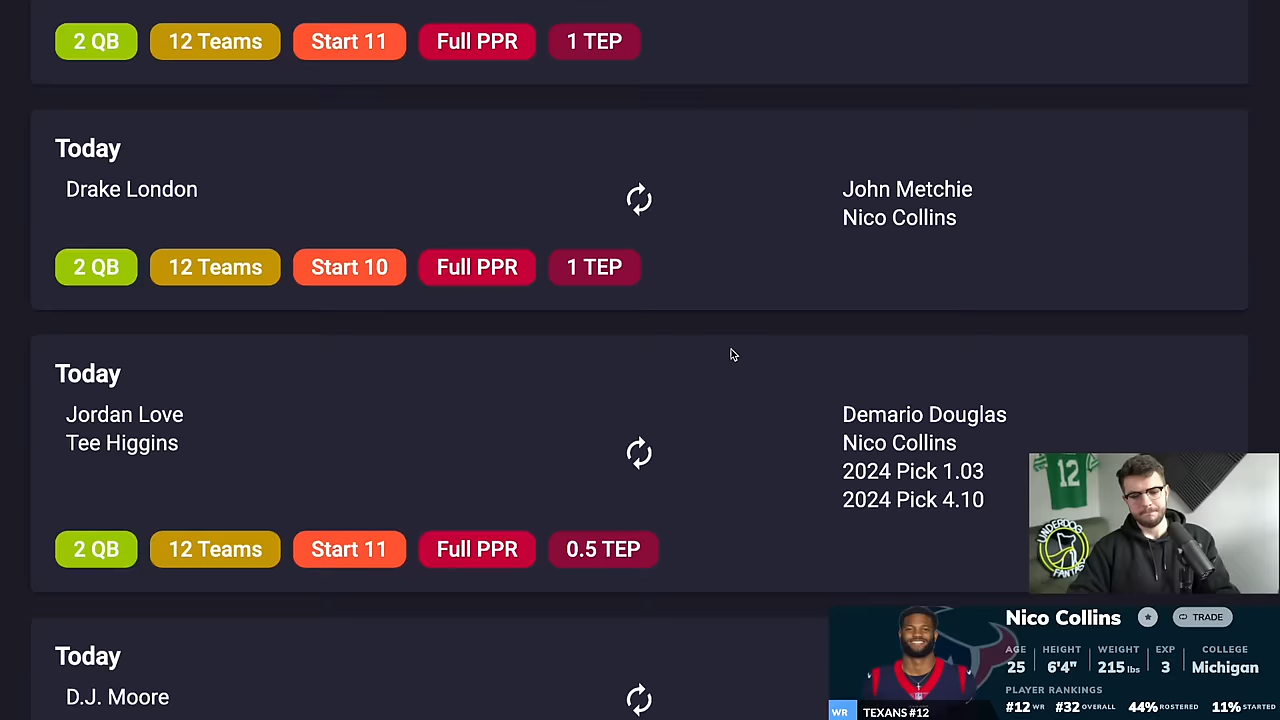 2 QB 12 Teams Start 11 Full PPR 1 TEP
Today
Drake London
John Metchie
Nico Collins
2 QB 12 Teams Start 10 Full PPR 1 TEP
Today
Jordan Love
Tee Higgins
Demario Douglas
Nico Collins
2024 Pick 1.03
2024 Pick 4.10
2 QB 12 Teams Start 11 Full PPR 0.5 TEP
12
UNDERDOG
FANTASY
Today
D.J. Moore
Nico Collins TRADE
AGE HEIGHT WEIGHT EXP COLLEGE
25 6'4" 215 lbs 3 Michigan
PLAYER RANKINGS
#12 WR #32 OVERALL 44% ROSTERED 11% STARTED
WR TEXANS #12